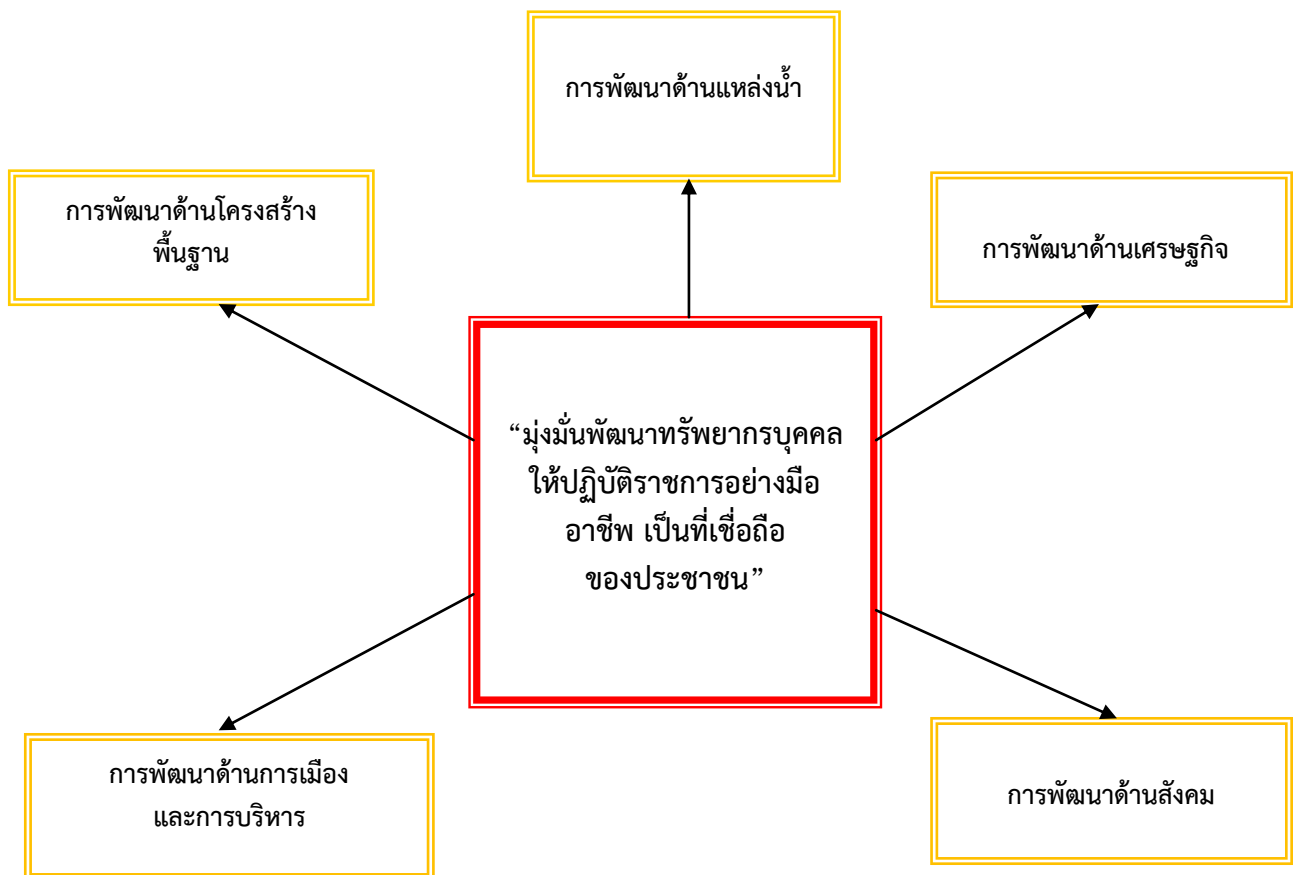 การพัฒนาด้านแหล่งน้ำ
การพัฒนาด้านโครงสร้าง
พื้นฐาน
การพัฒนาด้านเศรษฐกิจ
“มุ่งมั่นพัฒนาทรัพยากรบุคคล
ให้ปฏิบัติราชการอย่างมือ
อาชีพ เป็นที่เชื่อถือ
ของประชาชน”
การพัฒนาด้านการเมือง
และการบริหาร
การพัฒนาด้านสังคม